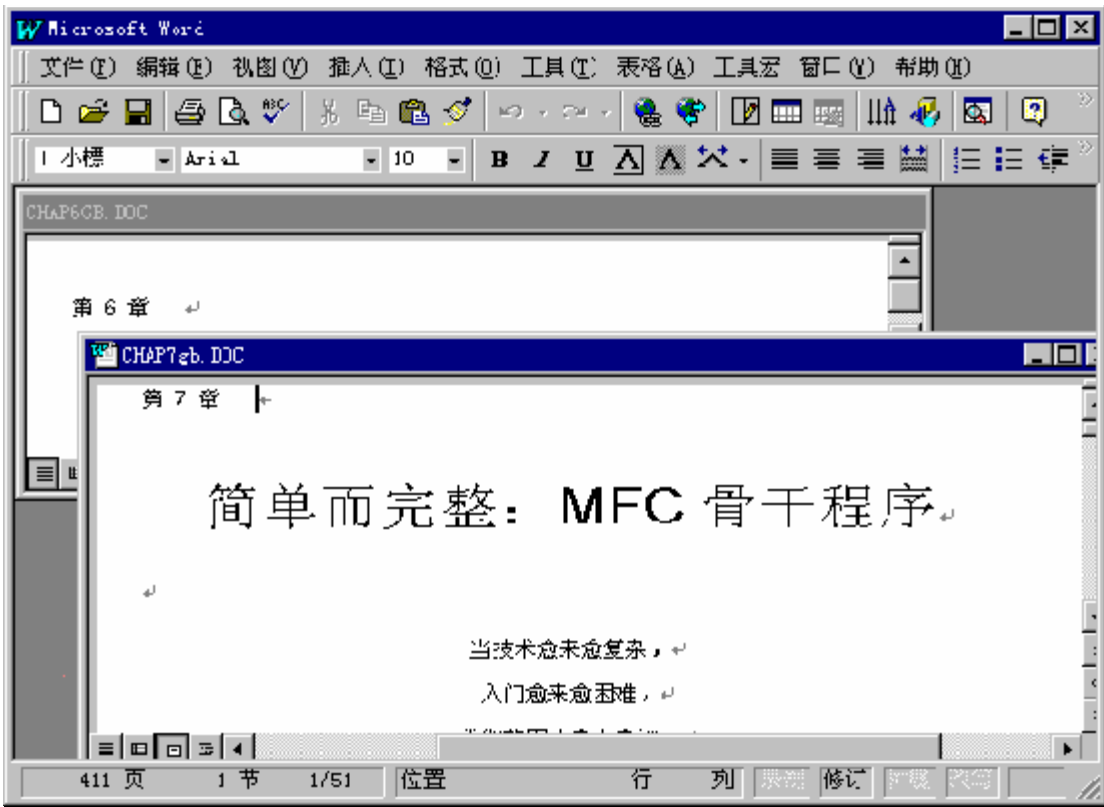 Microsoft Word
文件(F) 编辑(E) 视图(V) 插入(I) 格式(O) 工具(T) 表格(A) 工具宏 窗口(W) 帮助(H)
ABC
小標 Arial 10 B I U A A
CHAP6GB.DOC
第 6 章
CHAP7gb.DOC
第 7 章
简单而完整：MFC 骨干程序
当技术愈来愈复杂，
入门愈来愈困难，
411 页 1 节 1/51 位置 行 列 修订